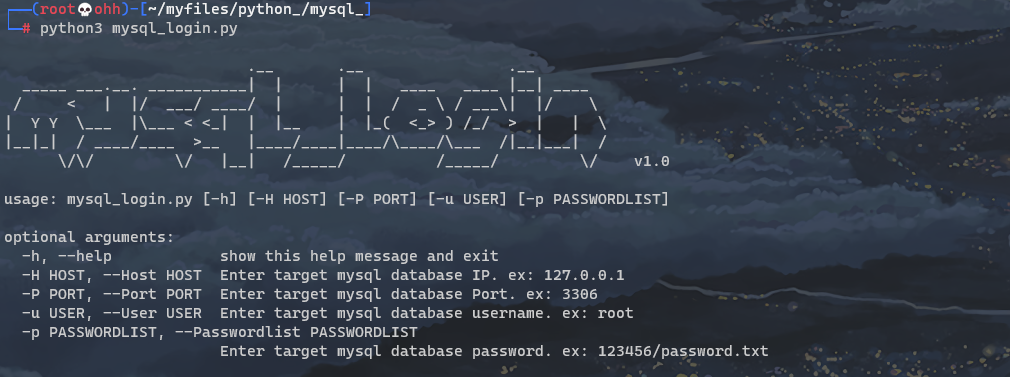 ┌──(root💀ohh)-[~/myfiles/python_/mysql_]
└─# python3 mysql_login.py
mysql login
v1.0
usage: mysql_login.py [-h] [-H HOST] [-P PORT] [-u USER] [-p PASSWORDLIST]
optional arguments:
-h, --help show this help message and exit
-H HOST, --Host HOST Enter target mysql database IP. ex: 127.0.0.1
-P PORT, --Port PORT Enter target mysql database Port. ex: 3306
-u USER, --User USER Enter target mysql database username. ex: root
-p PASSWORDLIST, --Passwordlist PASSWORDLIST
Enter target mysql database password. ex: 123456/password.txt